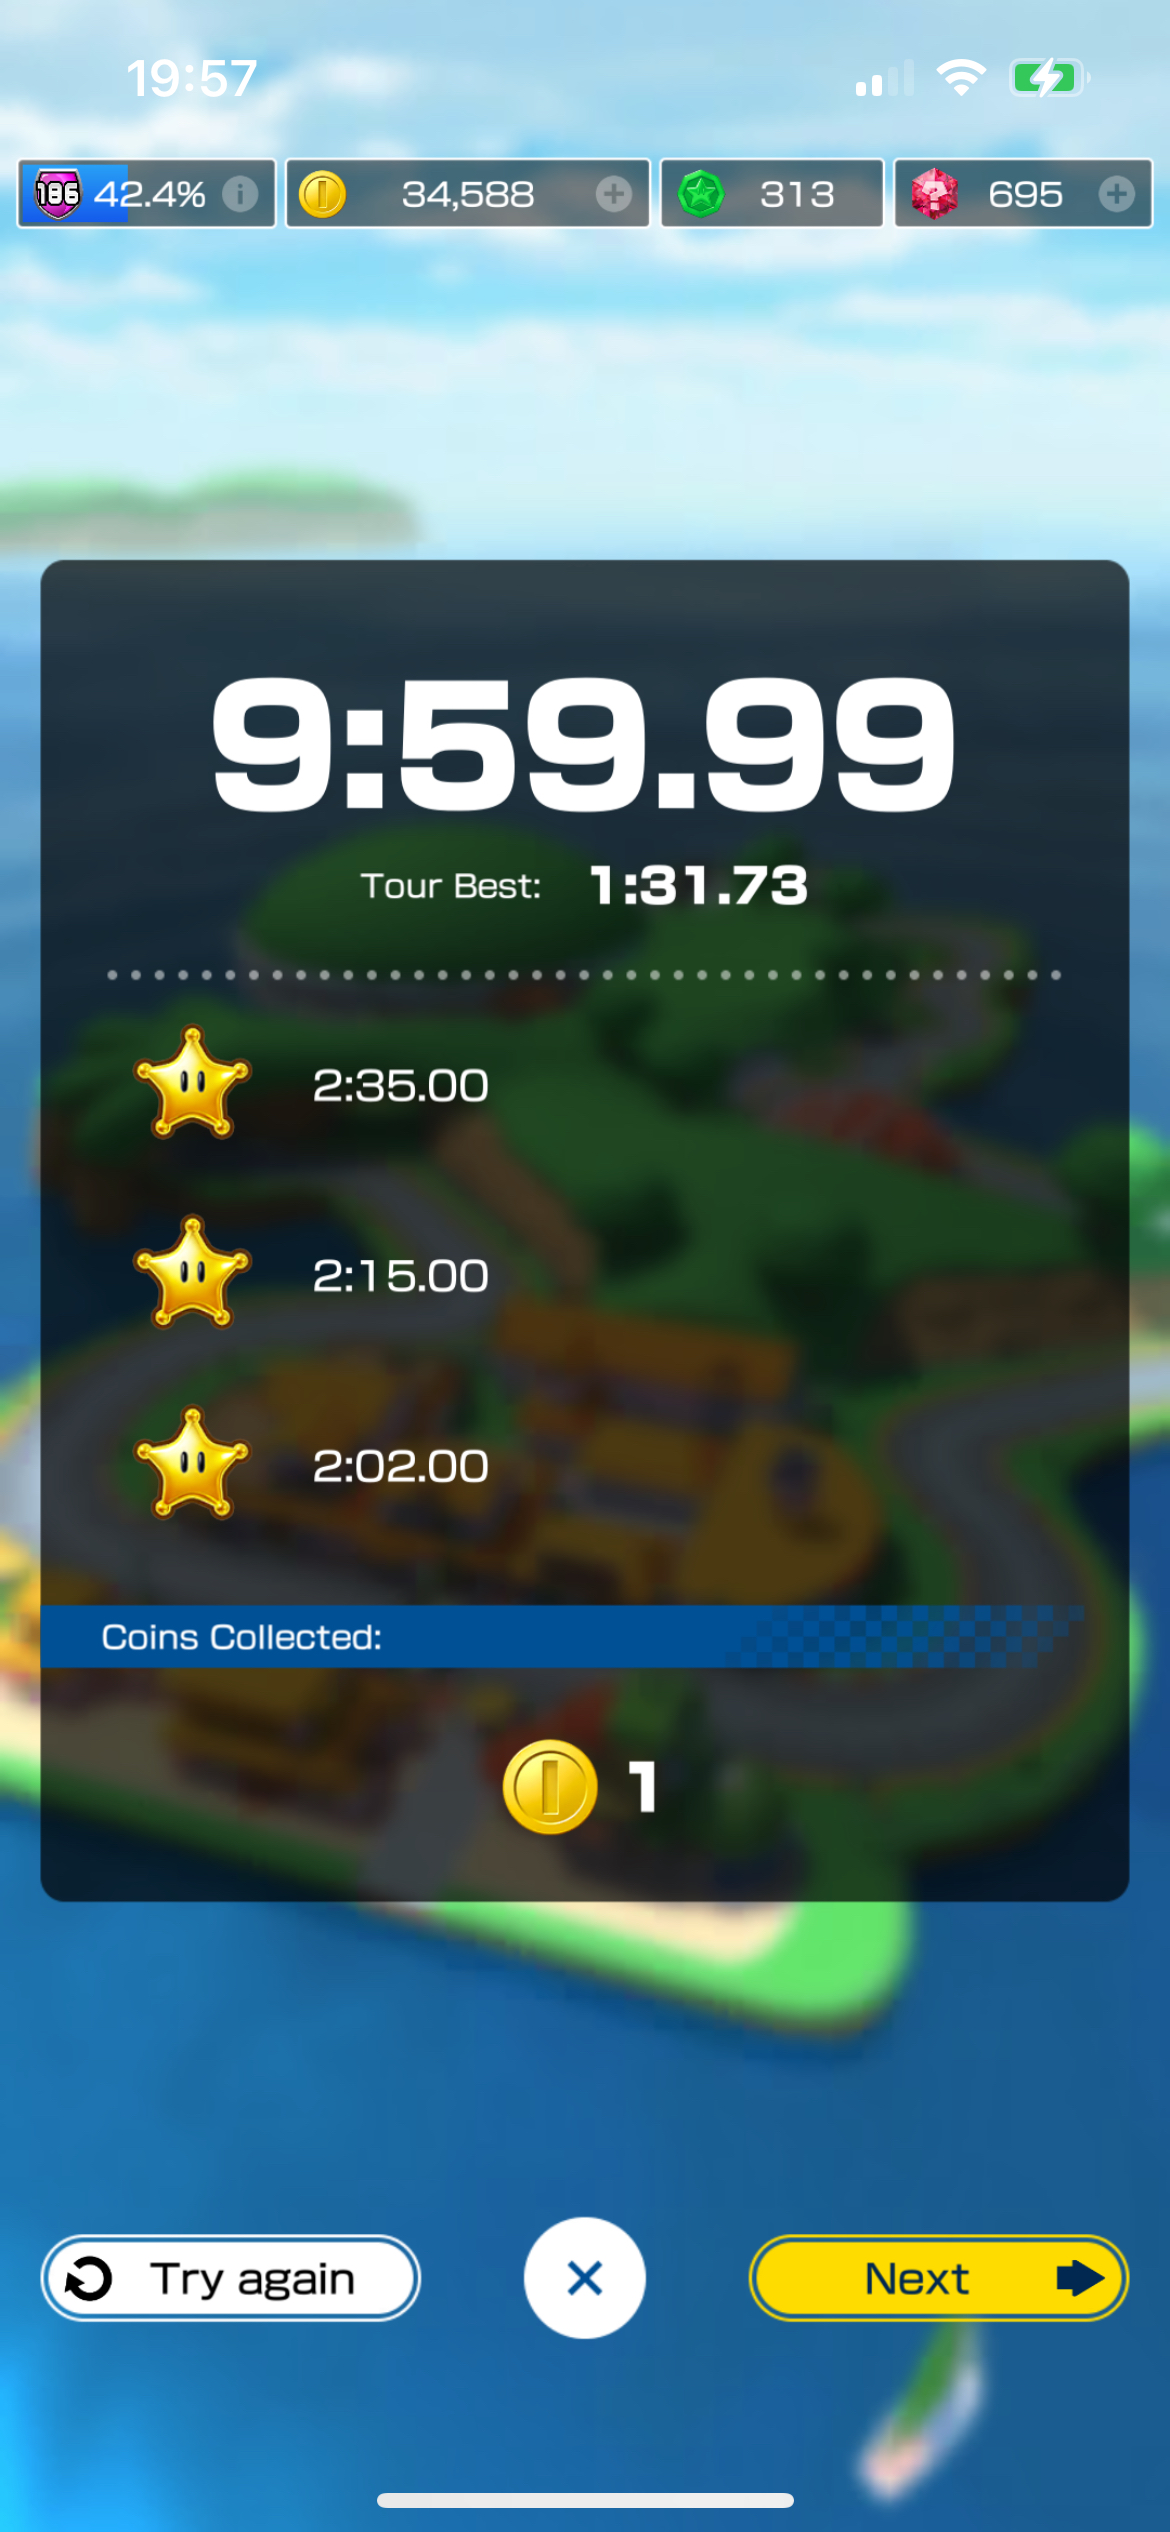 19:57
186 42.4% i 34,588 + 313 695 +
9:59.99
Tour Best: 1:31.73
2:35.00
2:15.00
2:02.00
Coins Collected:
1
Try again × Next